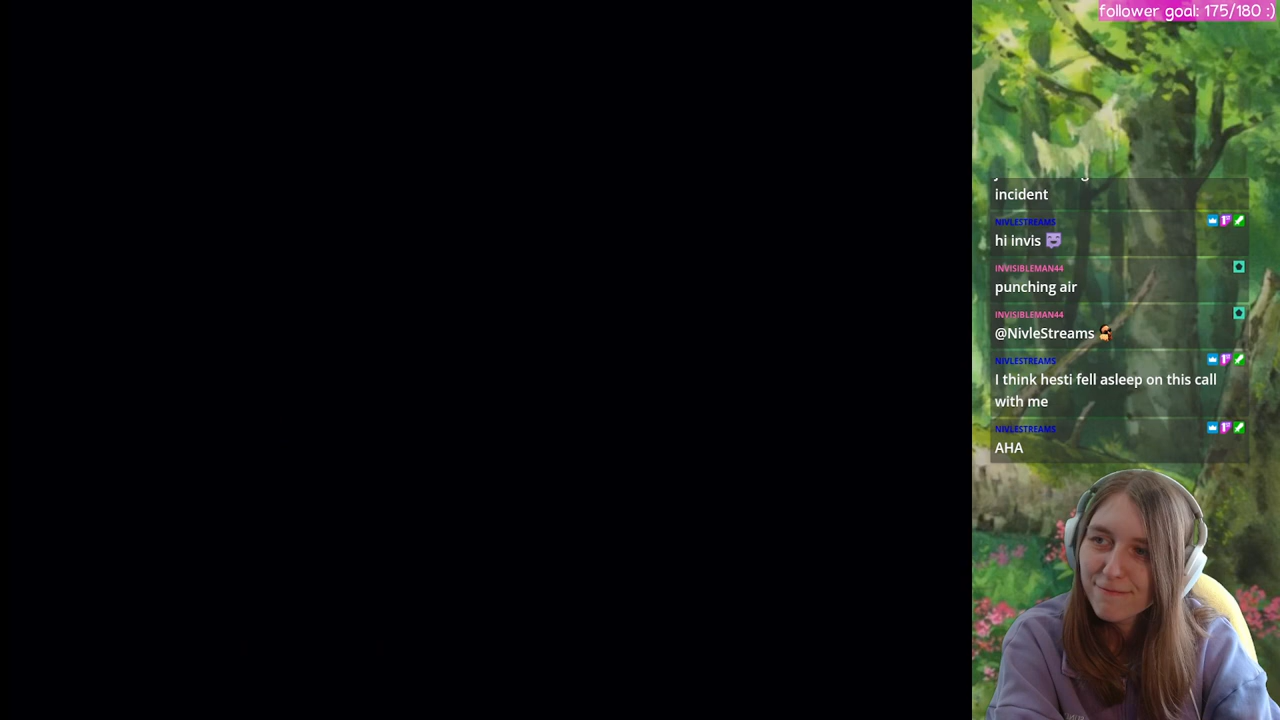 follower goal: 175/180 :)
incident
NIVLESTREAMS
hi invis
INVISIBLEMAN44
punching air
INVISIBLEMAN44
@NivleStreams
NIVLESTREAMS
I think hesti fell asleep on this call
with me
NIVLESTREAMS
AHA